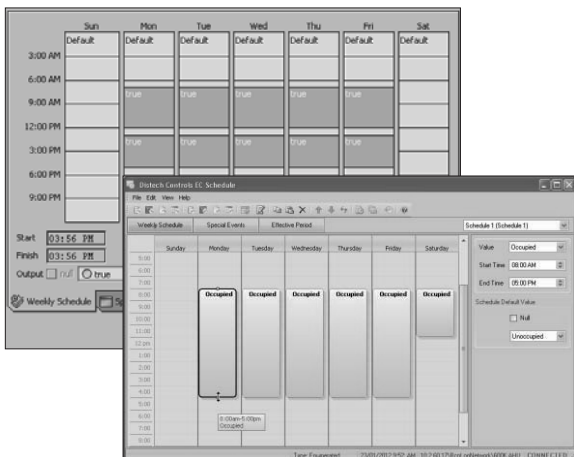 Sun Mon Tue Wed Thu Fri Sat
Default Default Default Default Default Default Default
3:00 AM
6:00 AM
9:00 AM
true true true true true
12:00 PM
3:00 PM
true true true true true
6:00 PM
9:00 PM
Start 03:56 PM
Finish 03:56 PM
Output null true
Weekly Schedule
Distech Controls EC Schedule
File Edit View Help
Weekly Schedule Special Events Effective Period Schedule 1 (Schedule 1)
Sunday Monday Tuesday Wednesday Thursday Friday Saturday
5:00
6:00
7:00
8:00
9:00
10:00
11:00
12 pm
1:00
2:00
3:00
4:00
5:00
6:00
7:00
8:00
Occupied Occupied Occupied Occupied Occupied Occupied
8:00am-5:00pm
Occupied
Value Occupied
Start Time 08:00 AM
End Time 05:00 PM
Schedule Default Value
Null
Unoccupied
Type: Enumerated
CONNECTED